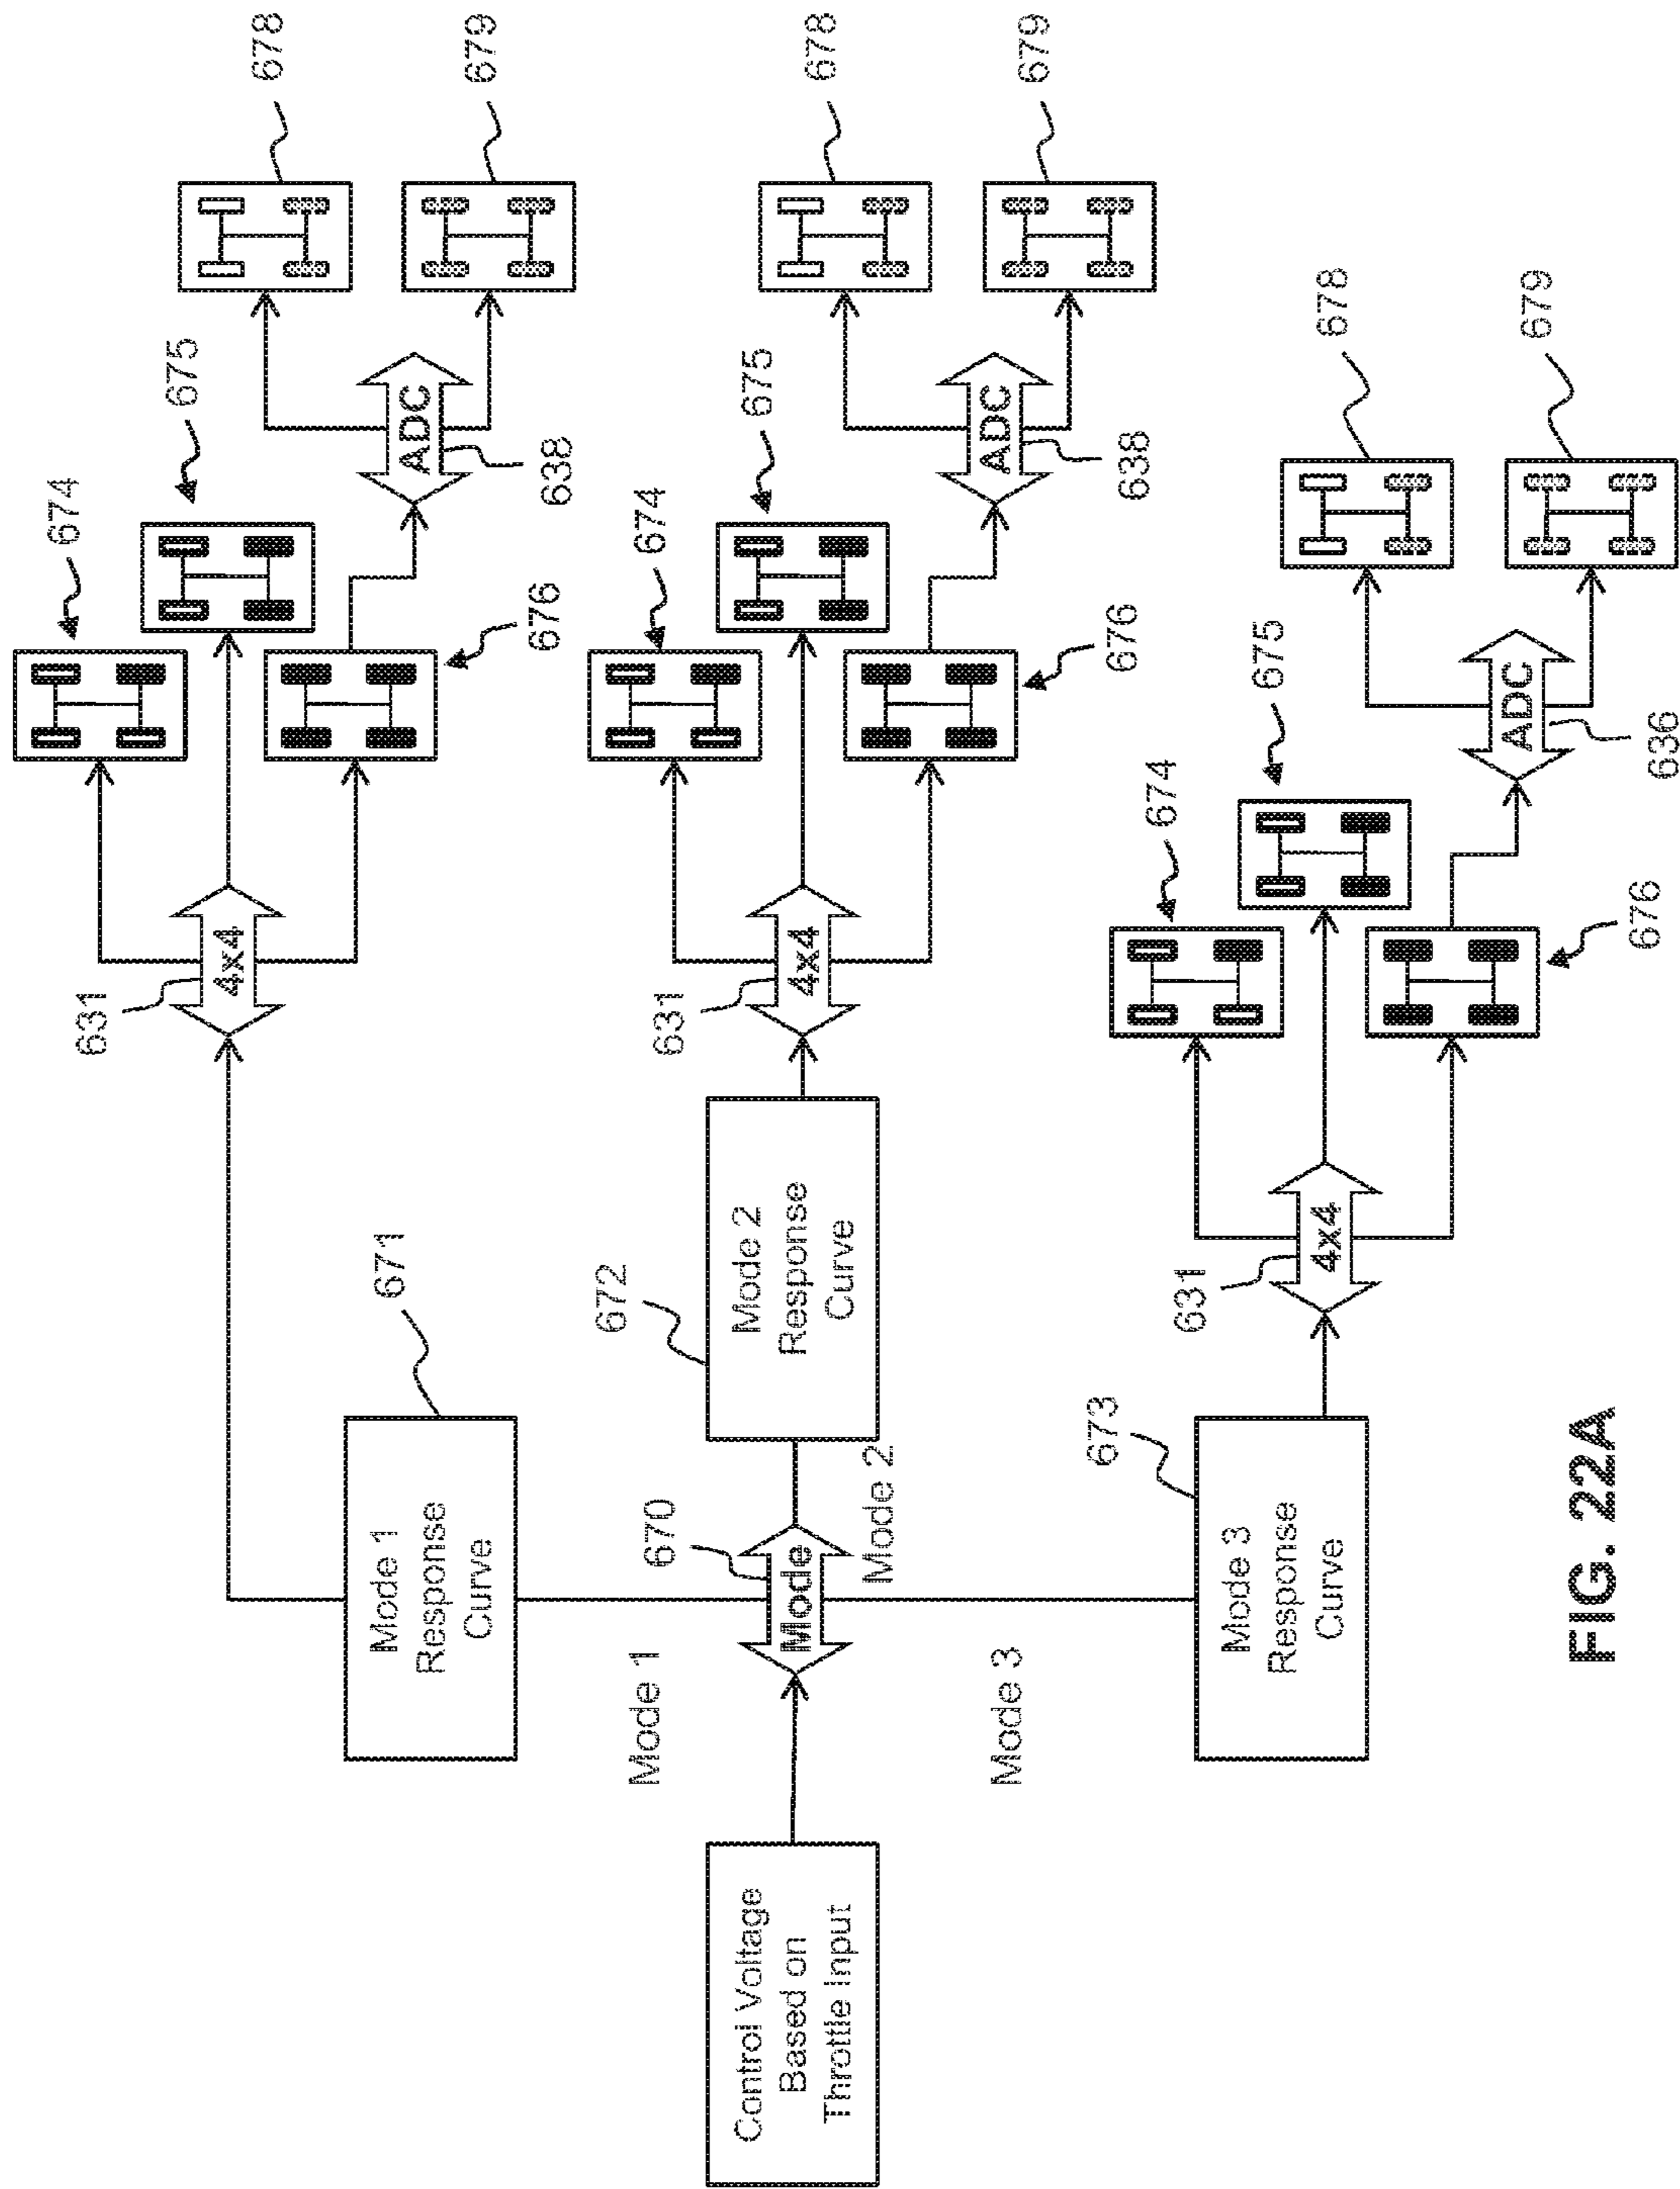 674
631
4x4
675
678
671
Mode 1
Response
Curve
ADC
679
676
638
672
Mode 1
670
631
674
Control Voltage
Based on
Throttle Input
Mode
Mode 2
Mode 2
Response
Curve
4x4
675
678
ADC
679
676
638
Mode 3
673
Mode 3
Response
Curve
631
4x4
674
675
678
ADC
679
676
636
FIG. 22A